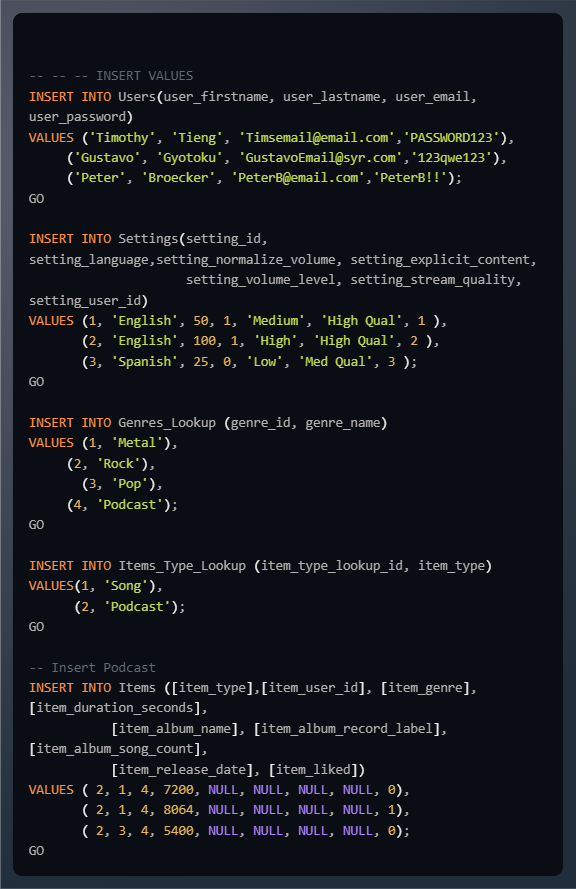 -- -- -- INSERT VALUES
INSERT INTO Users(user_firstname, user_lastname, user_email,
user_password)
VALUES ('Timothy', 'Tieng', 'Timsemail@email.com','PASSWORD123'),
('Gustavo', 'Gyotoku', 'GustavoEmail@syr.com','123qwe123'),
('Peter', 'Broecker', 'PeterB@email.com','PeterB!!');
GO
INSERT INTO Settings(setting_id,
setting_language,setting_normalize_volume, setting_explicit_content,
setting_volume_level, setting_stream_quality,
setting_user_id)
VALUES (1, 'English', 50, 1, 'Medium', 'High Qual', 1 ),
(2, 'English', 100, 1, 'High', 'High Qual', 2 ),
(3, 'Spanish', 25, 0, 'Low', 'Med Qual', 3 );
GO
INSERT INTO Genres_Lookup (genre_id, genre_name)
VALUES (1, 'Metal'),
(2, 'Rock'),
(3, 'Pop'),
(4, 'Podcast');
GO
INSERT INTO Items_Type_Lookup (item_type_lookup_id, item_type)
VALUES(1, 'Song'),
(2, 'Podcast');
GO
-- Insert Podcast
INSERT INTO Items ([item_type],[item_user_id], [item_genre],
[item_duration_seconds],
[item_album_name], [item_album_record_label],
[item_album_song_count],
[item_release_date], [item_liked])
VALUES ( 2, 1, 4, 7200, NULL, NULL, NULL, NULL, 0),
( 2, 1, 4, 8064, NULL, NULL, NULL, NULL, 1),
( 2, 3, 4, 5400, NULL, NULL, NULL, NULL, 0);
GO